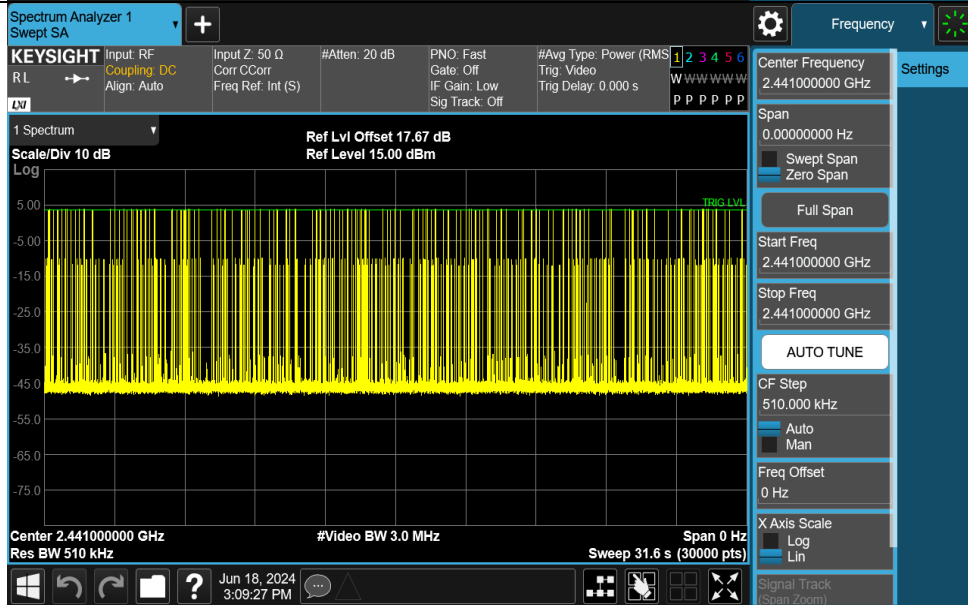 Spectrum Analyzer 1
Swept SA
+
Frequency
KEYSIGHT
RL
LXI
Input: RF
Coupling: DC
Align: Auto
Input Z: 50 Ω
Corr CCorr
Freq Ref: Int (S)
#Atten: 20 dB
PNO: Fast
Gate: Off
IF Gain: Low
Sig Track: Off
#Avg Type: Power (RMS
Trig: Video
Trig Delay: 0.000 s
1 2 3 4 5 6
W W W W W W
P P P P P P
1 Spectrum
Scale/Div 10 dB
Log
Ref Lvl Offset 17.67 dB
Ref Level 15.00 dBm
TRIG LVL
5.00
-5.00
-15.0
-25.0
-35.0
-45.0
-55.0
-65.0
-75.0
Center 2.441000000 GHz
#Video BW 3.0 MHz
Span 0 Hz
Res BW 510 kHz
Sweep 31.6 s (30000 pts)
?
Jun 18, 2024
3:09:27 PM
Center Frequency
2.441000000 GHz
Settings
Span
0.00000000 Hz
Swept Span
Zero Span
Full Span
Start Freq
2.441000000 GHz
Stop Freq
2.441000000 GHz
AUTO TUNE
CF Step
510.000 kHz
Auto
Man
Freq Offset
0 Hz
X Axis Scale
Log
Lin
Signal Track
(Span Zoom)